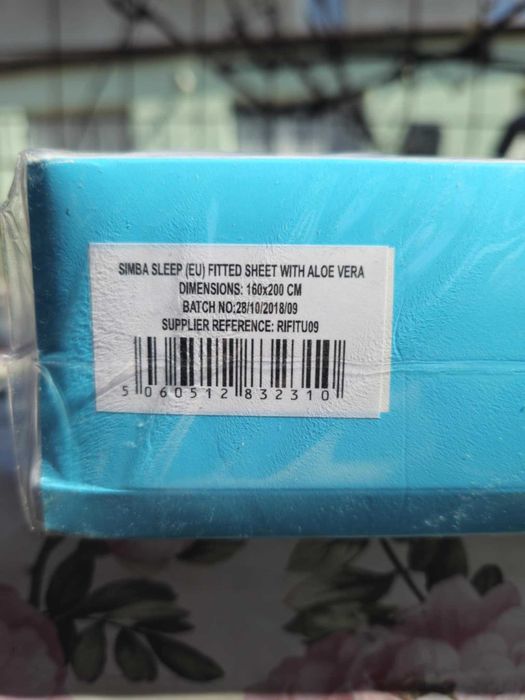 SIMBA SLEEP (EU) FITTED SHEET WITH ALOE VERA
DIMENSIONS: 160x200 CM
BATCH NO:28/10/2018/09
SUPPLIER REFERENCE: RIFITU09
5 060512 832310